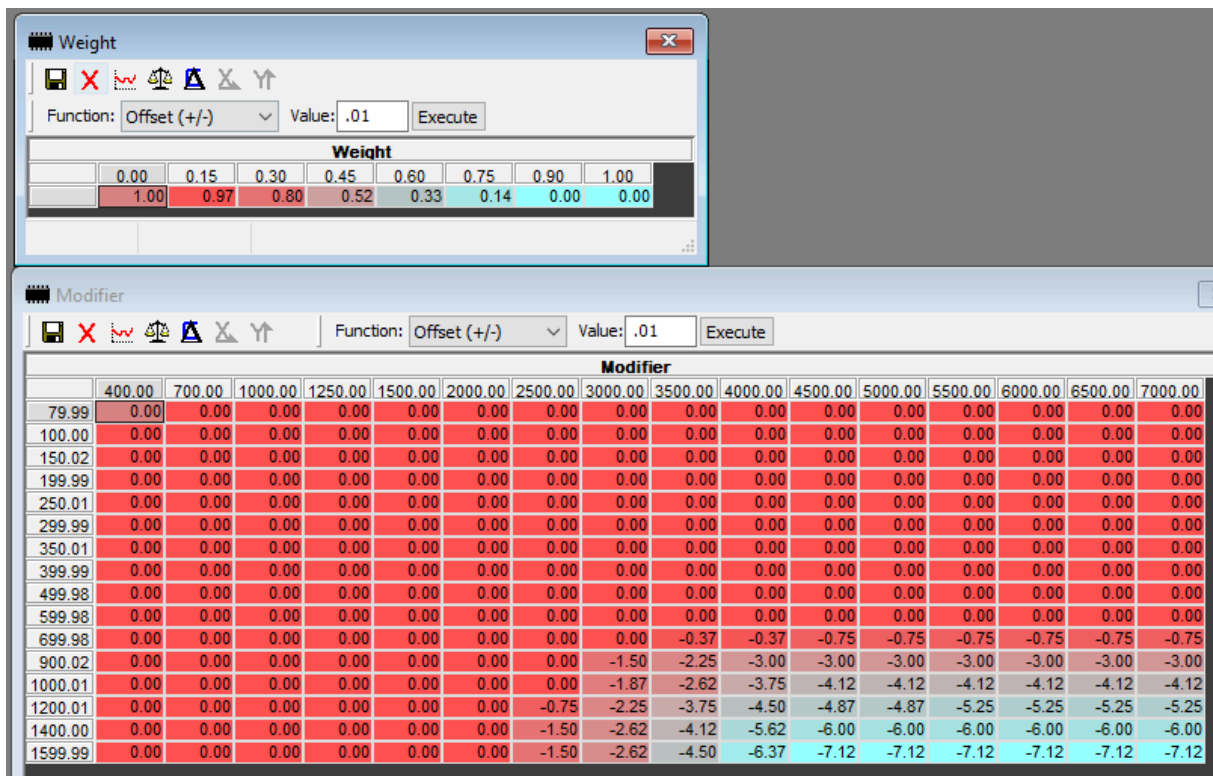 Weight
Function: Offset (+/-) Value: .01 Execute
Weight
0.00 0.15 0.30 0.45 0.60 0.75 0.90 1.00
1.00 0.97 0.80 0.52 0.33 0.14 0.00 0.00
Modifier
Function: Offset (+/-) Value: .01 Execute
Modifier
400.00 700.00 1000.00 1250.00 1500.00 2000.00 2500.00 3000.00 3500.00 4000.00 4500.00 5000.00 5500.00 6000.00 6500.00 7000.00
79.99 0.00 0.00 0.00 0.00 0.00 0.00 0.00 0.00 0.00 0.00 0.00 0.00 0.00 0.00 0.00 0.00
100.00 0.00 0.00 0.00 0.00 0.00 0.00 0.00 0.00 0.00 0.00 0.00 0.00 0.00 0.00 0.00 0.00
150.02 0.00 0.00 0.00 0.00 0.00 0.00 0.00 0.00 0.00 0.00 0.00 0.00 0.00 0.00 0.00 0.00
199.99 0.00 0.00 0.00 0.00 0.00 0.00 0.00 0.00 0.00 0.00 0.00 0.00 0.00 0.00 0.00 0.00
250.01 0.00 0.00 0.00 0.00 0.00 0.00 0.00 0.00 0.00 0.00 0.00 0.00 0.00 0.00 0.00 0.00
299.99 0.00 0.00 0.00 0.00 0.00 0.00 0.00 0.00 0.00 0.00 0.00 0.00 0.00 0.00 0.00 0.00
350.01 0.00 0.00 0.00 0.00 0.00 0.00 0.00 0.00 0.00 0.00 0.00 0.00 0.00 0.00 0.00 0.00
399.99 0.00 0.00 0.00 0.00 0.00 0.00 0.00 0.00 0.00 0.00 0.00 0.00 0.00 0.00 0.00 0.00
499.98 0.00 0.00 0.00 0.00 0.00 0.00 0.00 0.00 0.00 0.00 0.00 0.00 0.00 0.00 0.00 0.00
599.98 0.00 0.00 0.00 0.00 0.00 0.00 0.00 0.00 0.00 0.00 0.00 0.00 0.00 0.00 0.00 0.00
699.98 0.00 0.00 0.00 0.00 0.00 0.00 0.00 0.00 -0.37 -0.37 -0.75 -0.75 -0.75 -0.75 -0.75 -0.75
900.02 0.00 0.00 0.00 0.00 0.00 0.00 0.00 -1.50 -2.25 -3.00 -3.00 -3.00 -3.00 -3.00 -3.00 -3.00
1000.01 0.00 0.00 0.00 0.00 0.00 0.00 0.00 -1.87 -2.62 -3.75 -4.12 -4.12 -4.12 -4.12 -4.12 -4.12
1200.01 0.00 0.00 0.00 0.00 0.00 0.00 -0.75 -2.25 -3.75 -4.50 -4.87 -4.87 -5.25 -5.25 -5.25 -5.25
1400.00 0.00 0.00 0.00 0.00 0.00 0.00 -1.50 -2.62 -4.12 -5.62 -6.00 -6.00 -6.00 -6.00 -6.00 -6.00
1599.99 0.00 0.00 0.00 0.00 0.00 0.00 -1.50 -2.62 -4.50 -6.37 -7.12 -7.12 -7.12 -7.12 -7.12 -7.12